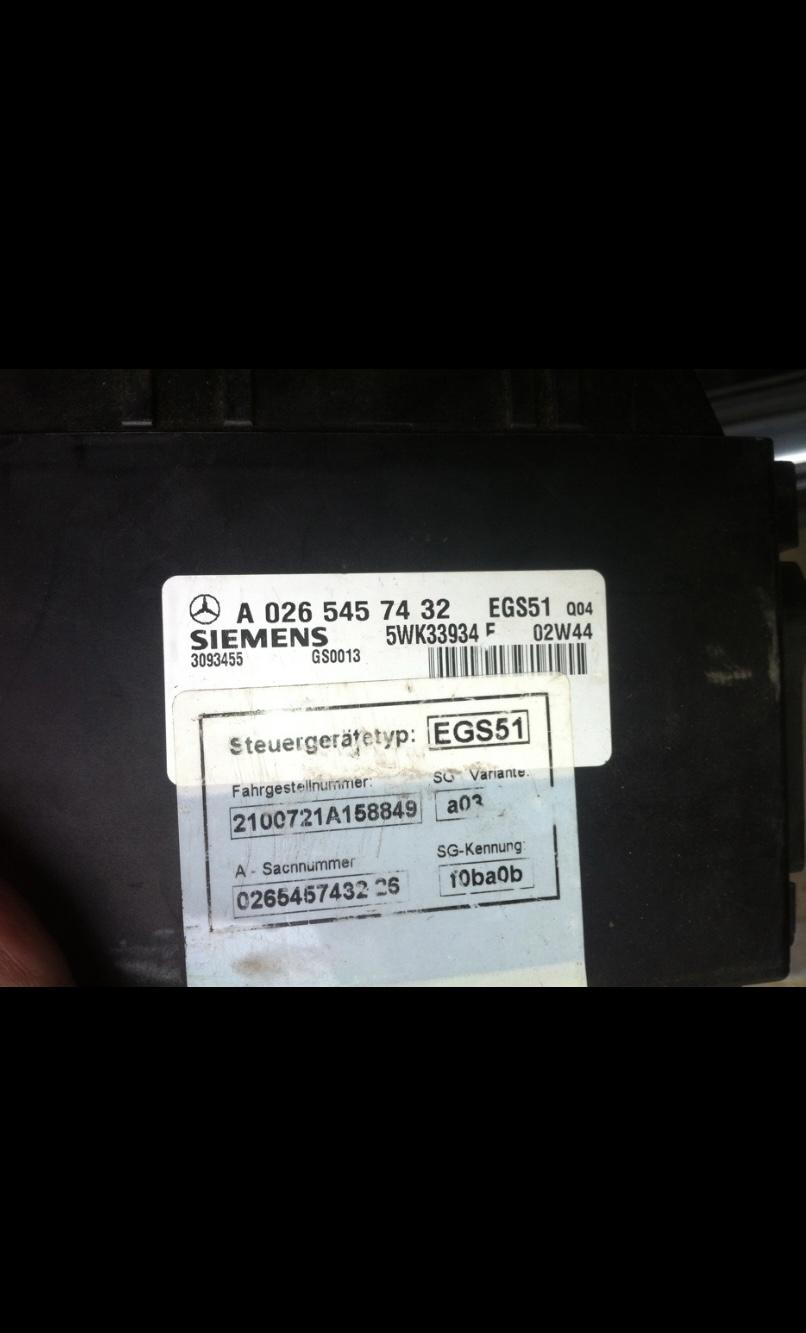 A 026 545 74 32 EGS51 Q04
SIEMENS 5WK33934 02W44
3093455 GS0013
Steuergerätetyp: EGS51
Fahrgestellnummer: SG Variante:
2100721A158849 a03
A - Sachnummer SG-Kennung:
0265457432 26 f0ba0b